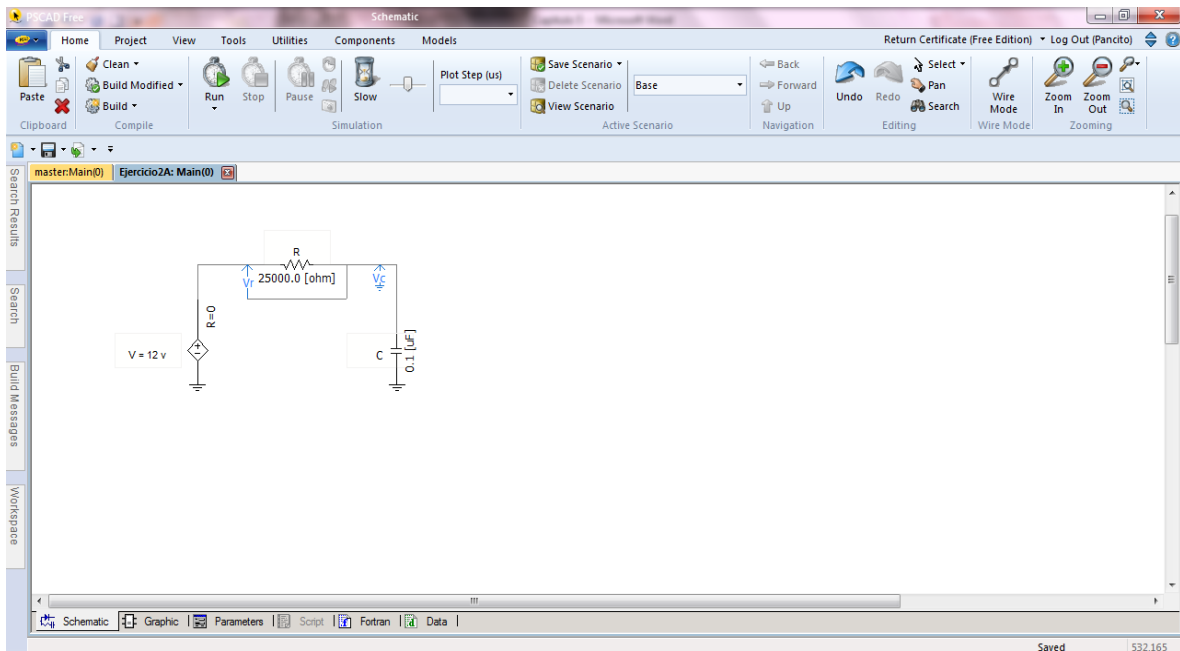 PSCAD Free
Schematic
Home Project View Tools Utilities Components Models
Return Certificate (Free Edition) Log Out (Pancito)
Paste
Clipboard
Clean
Build Modified
Build
Compile
Run Stop Pause Slow
Simulation
Plot Step (us)
Save Scenario
Delete Scenario
View Scenario
Base
Active Scenario
Back
Forward
Up
Navigation
Undo Redo
Select
Pan
Search
Editing
Wire Mode
Wire Mode
Zoom In
Zoom Out
Zooming
master:Main(0) Ejercicio2A: Main(0)
Search Results
Search
Build Messages
Workspace
R
Vr 25000.0 [ohm] Vc
R=0
V = 12 v
C 0.1 [uF]
Schematic Graphic Parameters Script Fortran Data
Saved 532,165